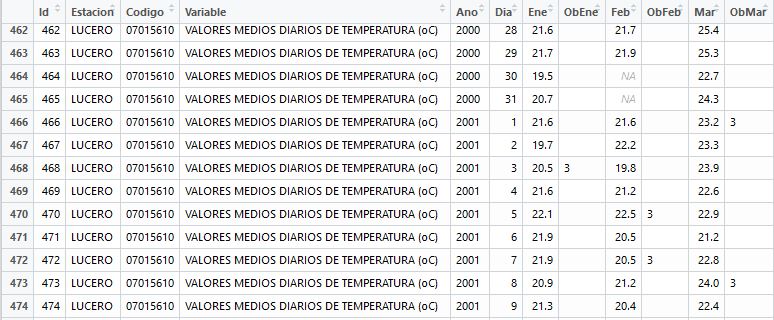 Id Estacion Codigo Variable Ano Dia Ene ObEne Feb ObFeb Mar ObMar
462 462 LUCERO 07015610 VALORES MEDIOS DIARIOS DE TEMPERATURA (oC) 2000 28 21.6 21.7 25.4
463 463 LUCERO 07015610 VALORES MEDIOS DIARIOS DE TEMPERATURA (oC) 2000 29 21.7 21.9 25.3
464 464 LUCERO 07015610 VALORES MEDIOS DIARIOS DE TEMPERATURA (oC) 2000 30 19.5 NA 22.7
465 465 LUCERO 07015610 VALORES MEDIOS DIARIOS DE TEMPERATURA (oC) 2000 31 20.7 NA 24.3
466 466 LUCERO 07015610 VALORES MEDIOS DIARIOS DE TEMPERATURA (oC) 2001 1 21.6 21.6 23.2 3
467 467 LUCERO 07015610 VALORES MEDIOS DIARIOS DE TEMPERATURA (oC) 2001 2 19.7 22.2 23.3
468 468 LUCERO 07015610 VALORES MEDIOS DIARIOS DE TEMPERATURA (oC) 2001 3 20.5 3 19.8 23.9
469 469 LUCERO 07015610 VALORES MEDIOS DIARIOS DE TEMPERATURA (oC) 2001 4 21.6 21.2 22.6
470 470 LUCERO 07015610 VALORES MEDIOS DIARIOS DE TEMPERATURA (oC) 2001 5 22.1 22.5 3 22.9
471 471 LUCERO 07015610 VALORES MEDIOS DIARIOS DE TEMPERATURA (oC) 2001 6 21.9 20.5 21.2
472 472 LUCERO 07015610 VALORES MEDIOS DIARIOS DE TEMPERATURA (oC) 2001 7 21.9 20.5 3 22.8
473 473 LUCERO 07015610 VALORES MEDIOS DIARIOS DE TEMPERATURA (oC) 2001 8 20.9 21.2 24.0 3
474 474 LUCERO 07015610 VALORES MEDIOS DIARIOS DE TEMPERATURA (oC) 2001 9 21.3 20.4 22.4